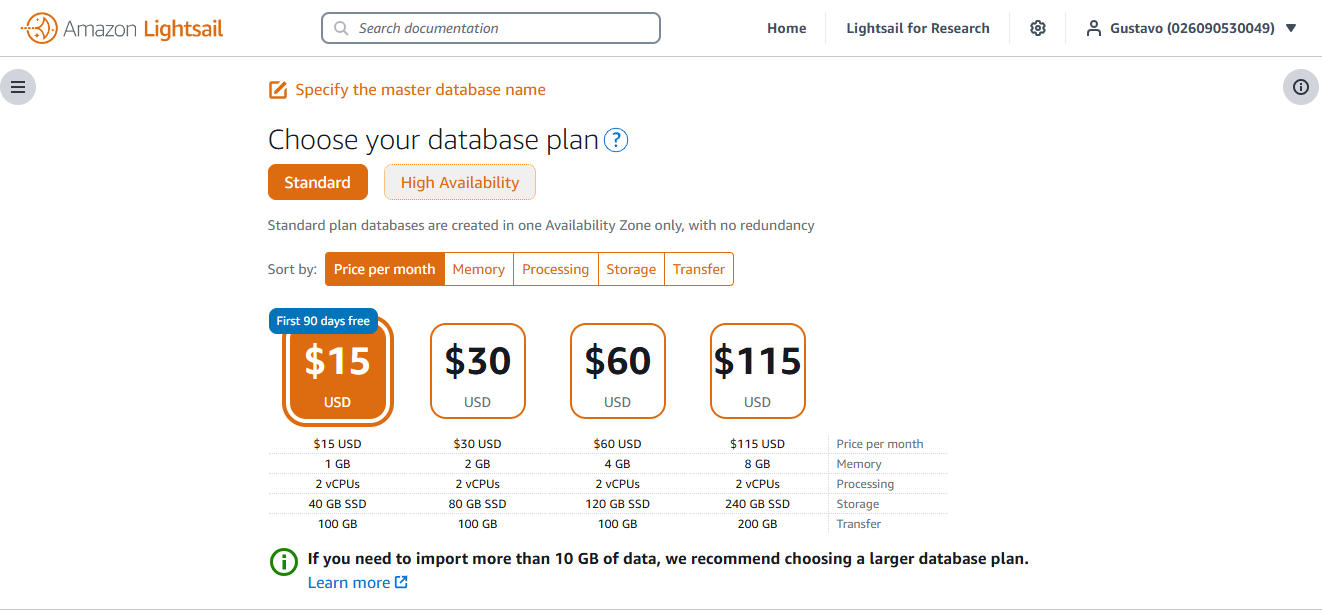 Amazon Lightsail
Search documentation
Home
Lightsail for Research
Gustavo (026090530049)
Specify the master database name
Choose your database plan ?
Standard
High Availability
Standard plan databases are created in one Availability Zone only, with no redundancy
Sort by: Price per month Memory Processing Storage Transfer
First 90 days free
$15 $30 $60 $115
USD USD USD USD
$15 USD $30 USD $60 USD $115 USD Price per month
1 GB 2 GB 4 GB 8 GB Memory
2 vCPUs 2 vCPUs 2 vCPUs 2 vCPUs Processing
40 GB SSD 80 GB SSD 120 GB SSD 240 GB SSD Storage
100 GB 100 GB 100 GB 200 GB Transfer
If you need to import more than 10 GB of data, we recommend choosing a larger database plan.
Learn more